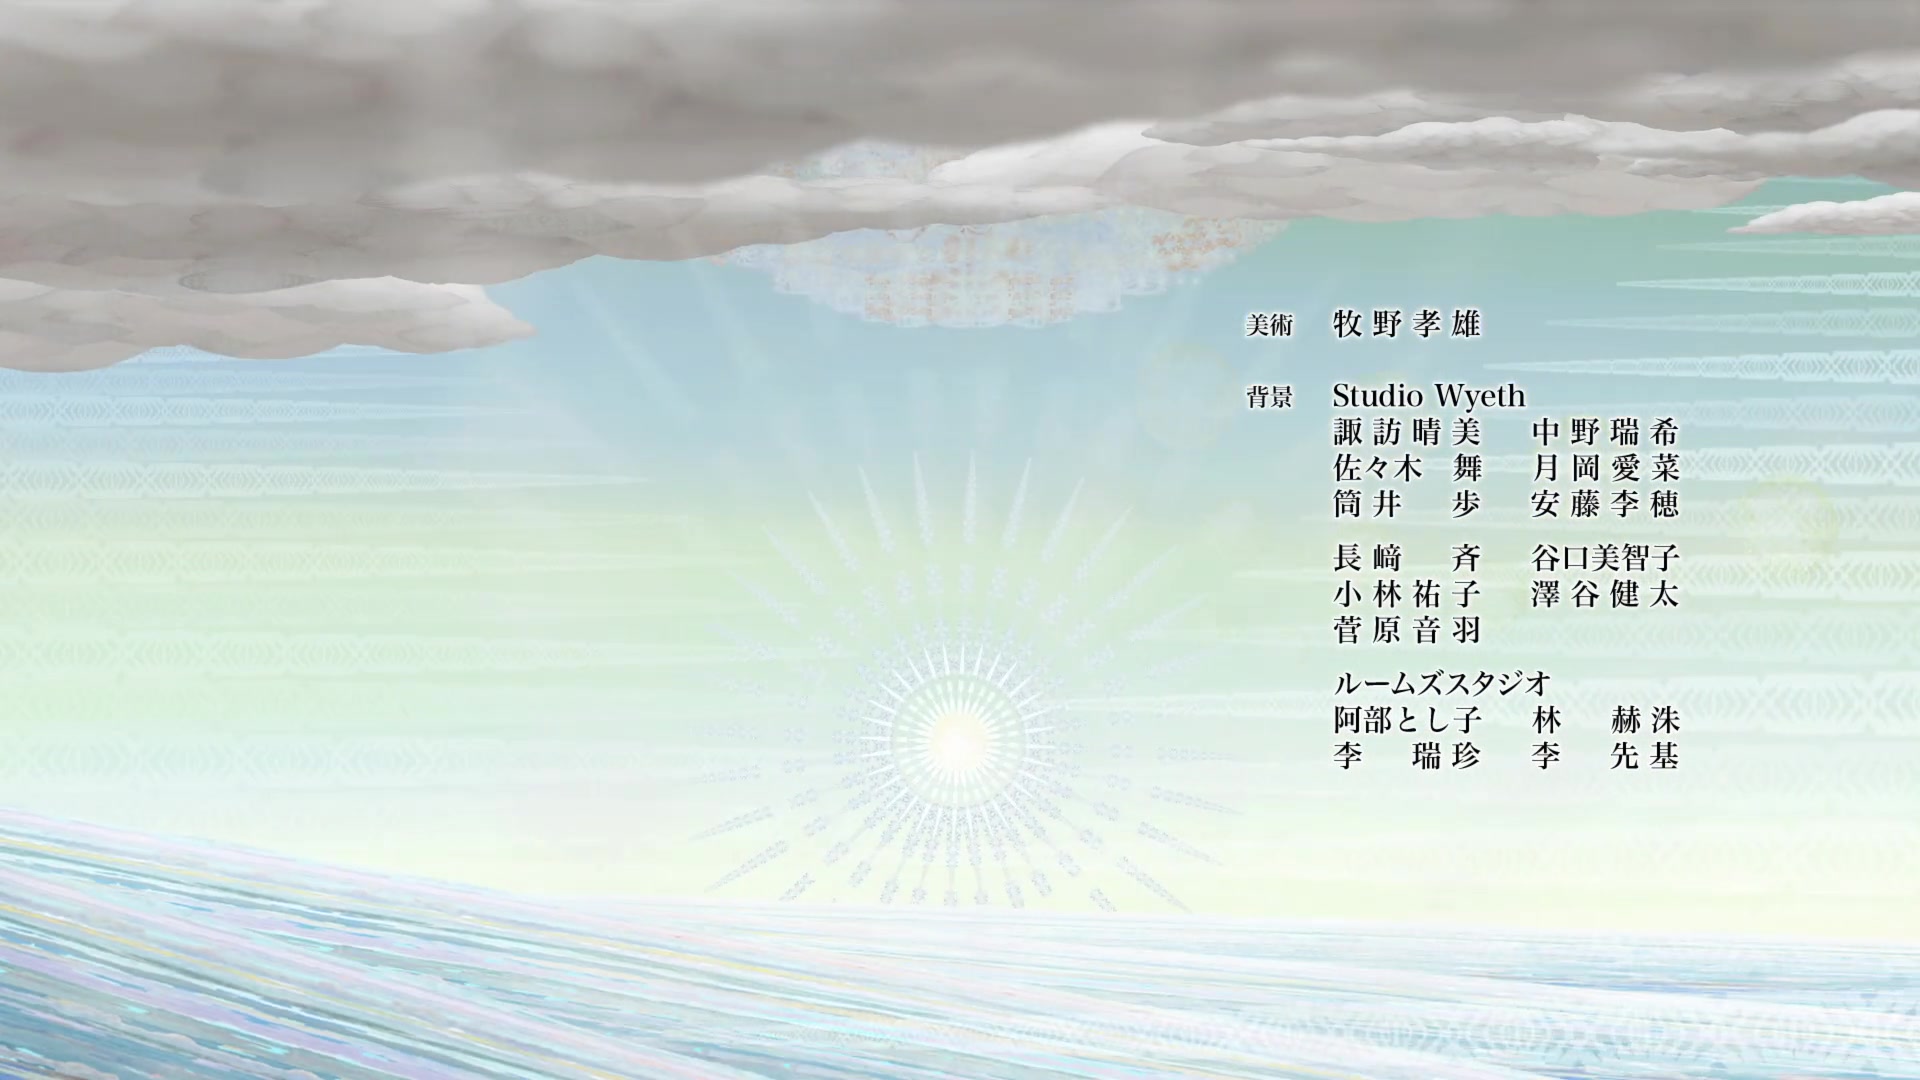 美術 牧野孝雄
背景 Studio Wyeth
諏訪晴美 中野瑞希
佐々木 舞 月岡愛菜
筒井 歩 安藤李穂
長﨑 斉 谷口美智子
小林祐子 澤谷健太
菅原音羽
ルームズスタジオ
阿部とし子 林 赫洙
李 瑞珍 李 先基